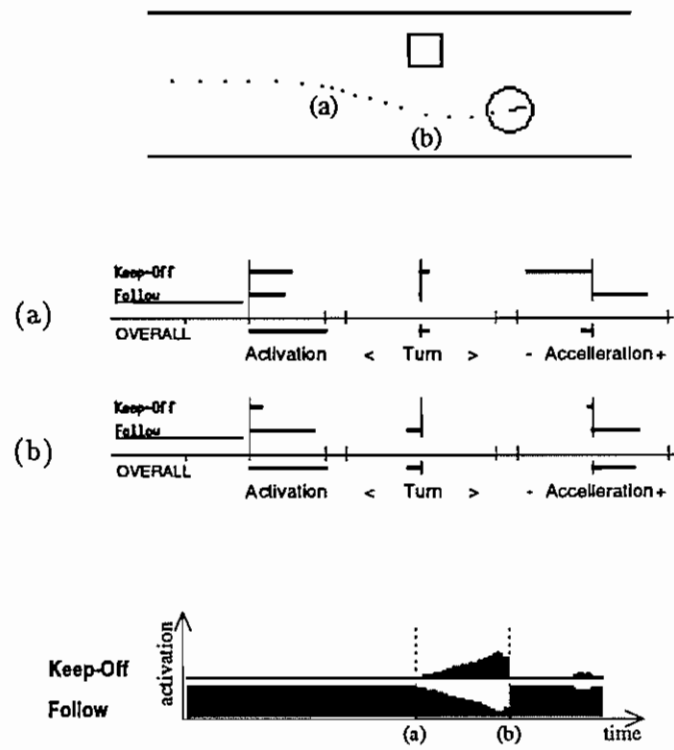 (a)
(b)
Keep-Off
Follow
(a)
OVERALL
Activation < Turn > - Accelleration +
Keep-Off
Follow
(b)
OVERALL
Activation < Turn > - Accelleration +
activation
Keep-Off
Follow
(a) (b) time